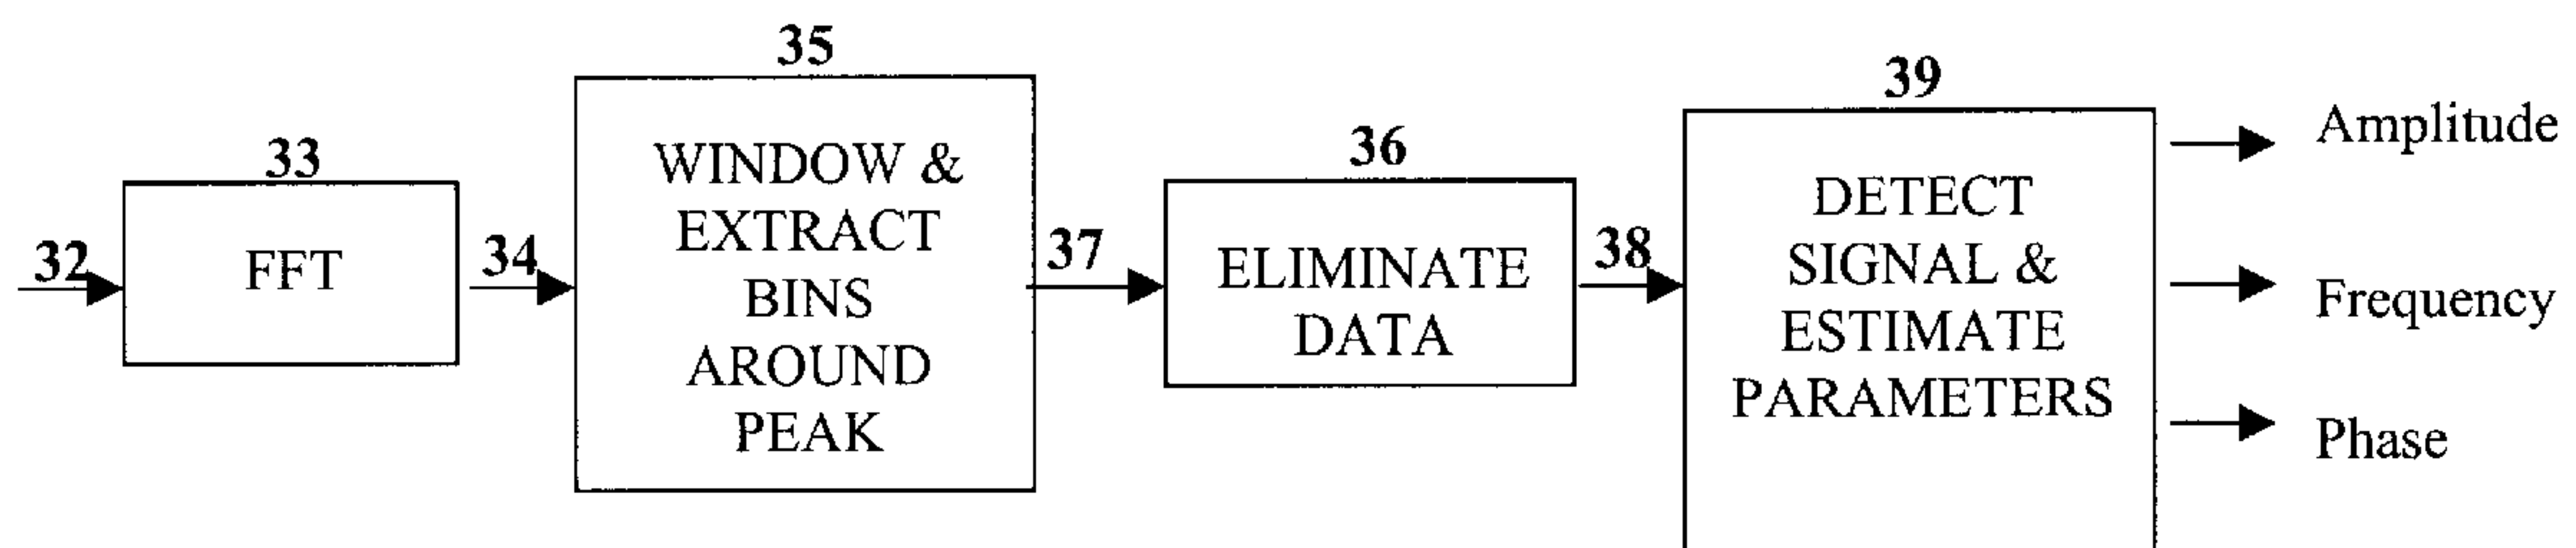 35
39
33
36
32
34
37
38
FFT
WINDOW &
EXTRACT
BINS
AROUND
PEAK
ELIMINATE
DATA
DETECT
SIGNAL &
ESTIMATE
PARAMETERS
Amplitude
Frequency
Phase